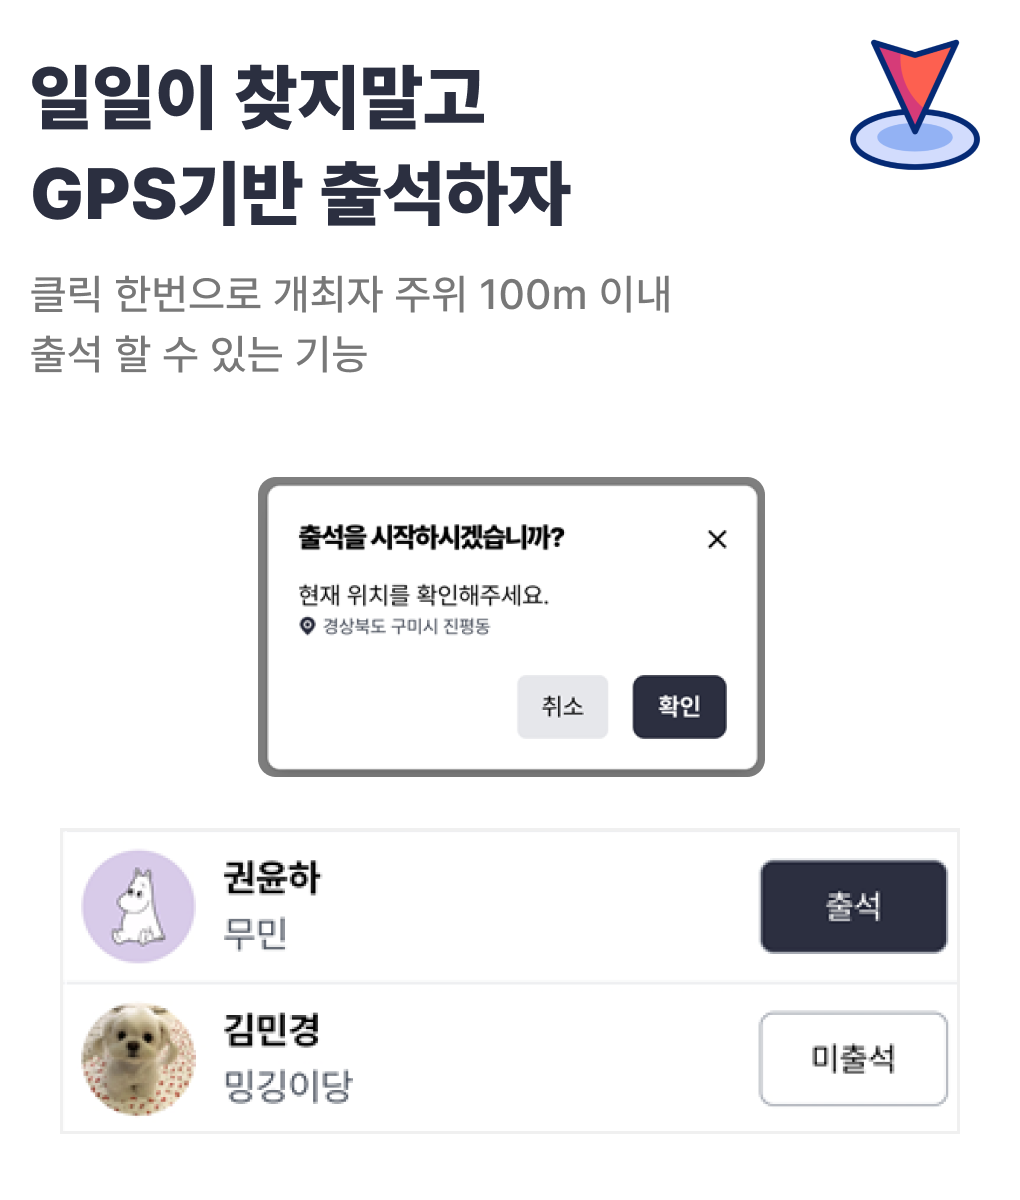 일일이 찾지말고
GPS기반 출석하자
클릭 한번으로 개최자 주위 100m 이내
출석 할 수 있는 기능
출석을 시작하시겠습니까?
현재 위치를 확인해주세요.
경상북도 구미시 진평동
취소 확인
권윤하
무민
출석
김민경
밍깅이당
미출석